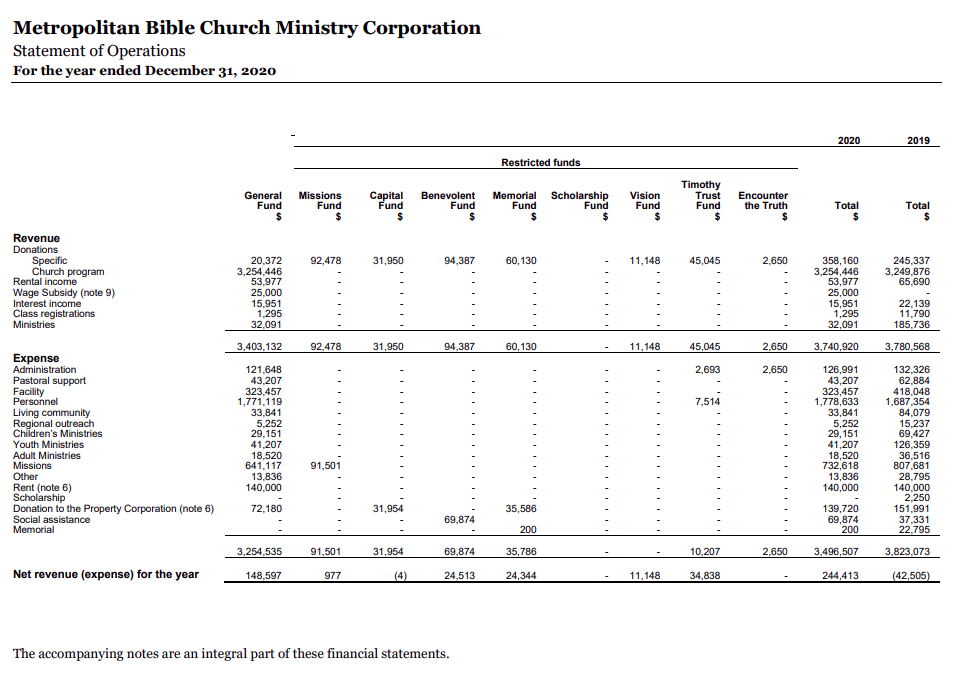 Metropolitan Bible Church Ministry Corporation
Statement of Operations
For the year ended December 31, 2020
-
2020 2019
Restricted funds
Timothy
General Missions Capital Benevolent Memorial Scholarship Vision Trust Encounter
Fund Fund Fund Fund Fund Fund Fund Fund the Truth Total Total
$ $ $ $ $ $ $ $ $ $ $
Revenue
Donations
Specific 20,372 92,478 31,950 94,387 60,130 - 11,148 45,045 2,650 358,160 245,337
Church program 3,254,446 - - - - - - - - 3,254,446 3,249,876
Rental income 53,977 - - - - - - - - 53,977 65,690
Wage Subsidy (note 9) 25,000 - - - - - - - - 25,000 -
Interest income 15,951 - - - - - - - - 15,951 22,139
Class registrations 1,295 - - - - - - - - 1,295 11,790
Ministries 32,091 - - - - - - - - 32,091 185,736
3,403,132 92,478 31,950 94,387 60,130 - 11,148 45,045 2,650 3,740,920 3,780,568
Expense
Administration 121,648 - - - - - - 2,693 2,650 126,991 132,326
Pastoral support 43,207 - - - - - - - - 43,207 62,884
Facility 323,457 - - - - - - - - 323,457 418,048
Personnel 1,771,119 - - - - - - 7,514 - 1,778,633 1,687,354
Living community 33,841 - - - - - - - - 33,841 84,079
Regional outreach 5,252 - - - - - - - - 5,252 15,237
Children's Ministries 29,151 - - - - - - - - 29,151 69,427
Youth Ministries 41,207 - - - - - - - - 41,207 126,359
Adult Ministries 18,520 - - - - - - - - 18,520 36,516
Missions 641,117 91,501 - - - - - - - 732,618 807,681
Other 13,836 - - - - - - - - 13,836 28,795
Rent (note 6) 140,000 - - - - - - - - 140,000 140,000
Scholarship - - - - - - - - - - 2,250
Donation to the Property Corporation (note 6) 72,180 - 31,954 - 35,586 - - - - 139,720 151,991
Social assistance - - - 69,874 - - - - - 69,874 37,331
Memorial - - - - 200 - - - - 200 22,795
3,254,535 91,501 31,954 69,874 35,786 - - 10,207 2,650 3,496,507 3,823,073
Net revenue (expense) for the year 148,597 977 (4) 24,513 24,344 - 11,148 34,838 - 244,413 (42,505)
The accompanying notes are an integral part of these financial statements.